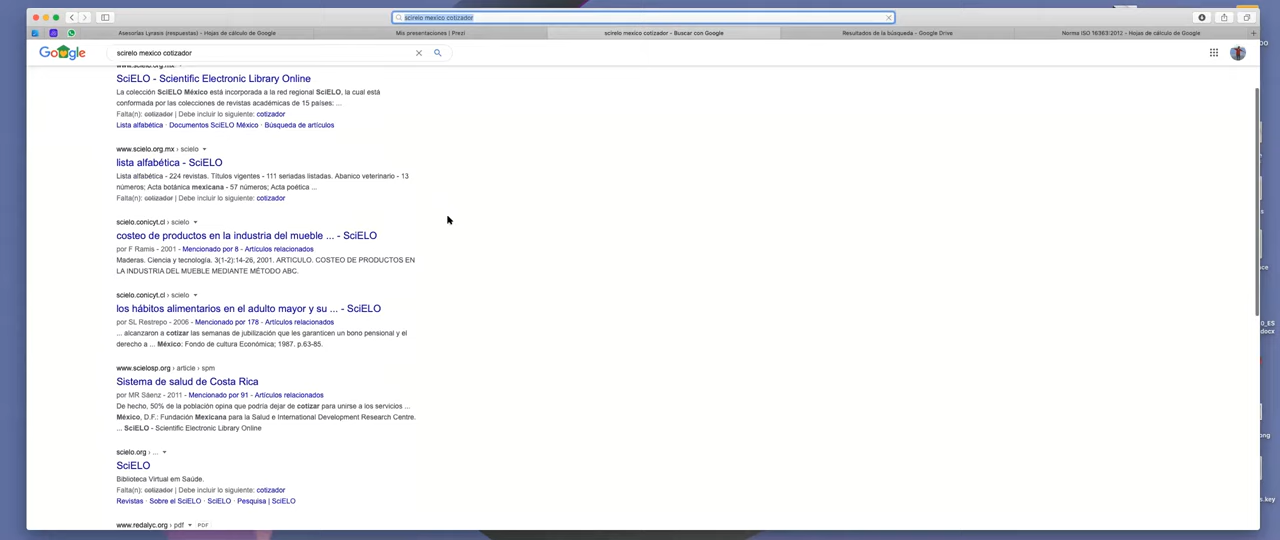 scirelo mexico cotizador
Asesorías Lyrasis (respuestas) - Hojas de cálculo de Google
Mis presentaciones | Prezi
scirelo mexico cotizador - Buscar con Google
Resultados de la búsqueda - Google Drive
Norma ISO 16363/2012 - Hojas de cálculo de Google
Google
scirelo mexico cotizador
www.scielo.org.mx
SciELO - Scientific Electronic Library Online
La colección SciELO México está incorporada a la red regional SciELO, la cual está
conformada por las colecciones de revistas académicas de 15 países: ...
Falta(n): cotizador | Debe incluir lo siguiente: cotizador
Lista alfabética · Documentos SciELO México · Búsqueda de artículos
www.scielo.org.mx › scielo
lista alfabética - SciELO
Lista alfabética - 224 revistas. Títulos vigentes - 111 seriadas listadas. Abanico veterinario - 13
números; Acta botánica mexicana - 57 números; Acta poética ...
Falta(n): cotizador | Debe incluir lo siguiente: cotizador
scielo.conicyt.cl › scielo
costeo de productos en la industria del mueble ... - SciELO
por F Ramis - 2001 - Mencionado por 8 - Artículos relacionados
Maderas. Ciencia y tecnología. 3(1-2):14-26, 2001. ARTICULO. COSTEO DE PRODUCTOS EN
LA INDUSTRIA DEL MUEBLE MEDIANTE MÉTODO ABC.
scielo.conicyt.cl › scielo
los hábitos alimentarios en el adulto mayor y su ... - SciELO
por SL Restrepo - 2006 - Mencionado por 178 - Artículos relacionados
... alcanzaron a cotizar las semanas de jubilización que les garanticen un bono pensional y el
derecho a ... México: Fondo de cultura Económica; 1987. p.63-85.
www.scielosp.org › article › spm
Sistema de salud de Costa Rica
por MR Sáenz - 2011 - Mencionado por 91 - Artículos relacionados
De hecho, 50% de la población opina que podría dejar de cotizar para unirse a los servicios ...
México, D.F.: Fundación Mexicana para la Salud e International Development Research Centre.
... SciELO - Scientific Electronic Library Online
scielo.org › ...
SciELO
Biblioteca Virtual em Saúde.
Falta(n): cotizador | Debe incluir lo siguiente: cotizador
Revistas · Sobre el SciELO · SciELO · Pesquisa | SciELO
www.redalyc.org › pdf PDF